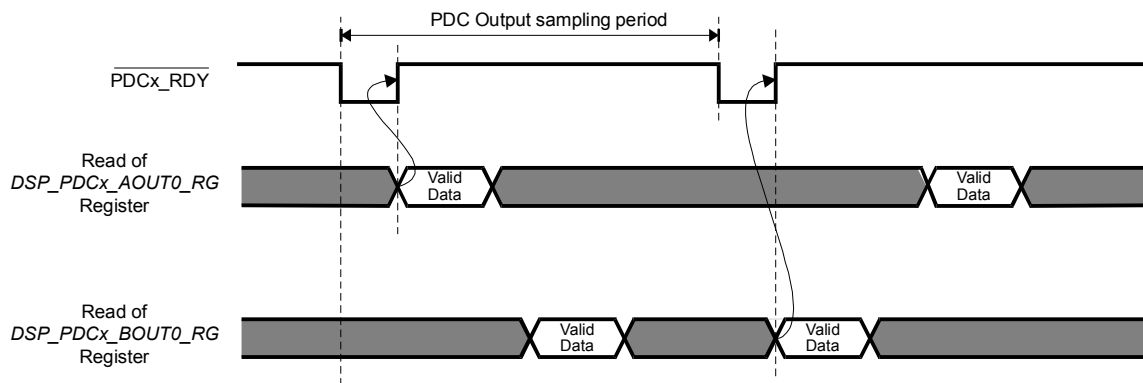 PDC Output sampling period
PDCx_RDY
Read of
DSP_PDCx_AOUT0_RG
Register
Valid
Data
Valid
Data
Read of
DSP_PDCx_BOUT0_RG
Register
Valid
Data
Valid
Data